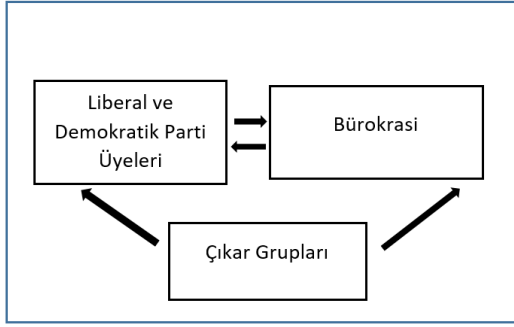 Liberal ve
Demokratik Parti
Üyeleri
Bürokrasi
Çıkar Grupları